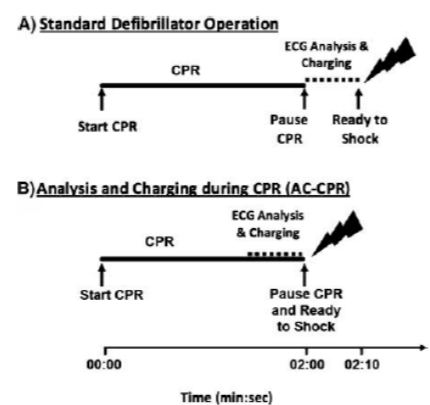 A) Standard Defibrillator Operation
ECG Analysis &
Charging
CPR
Start CPR
Pause
CPR
Ready to
Shock
B) Analysis and Charging during CPR (AC-CPR)
ECG Analysis
& Charging
CPR
Start CPR
Pause CPR
and Ready
to Shock
00:00
02:00
02:10
Time (min:sec)